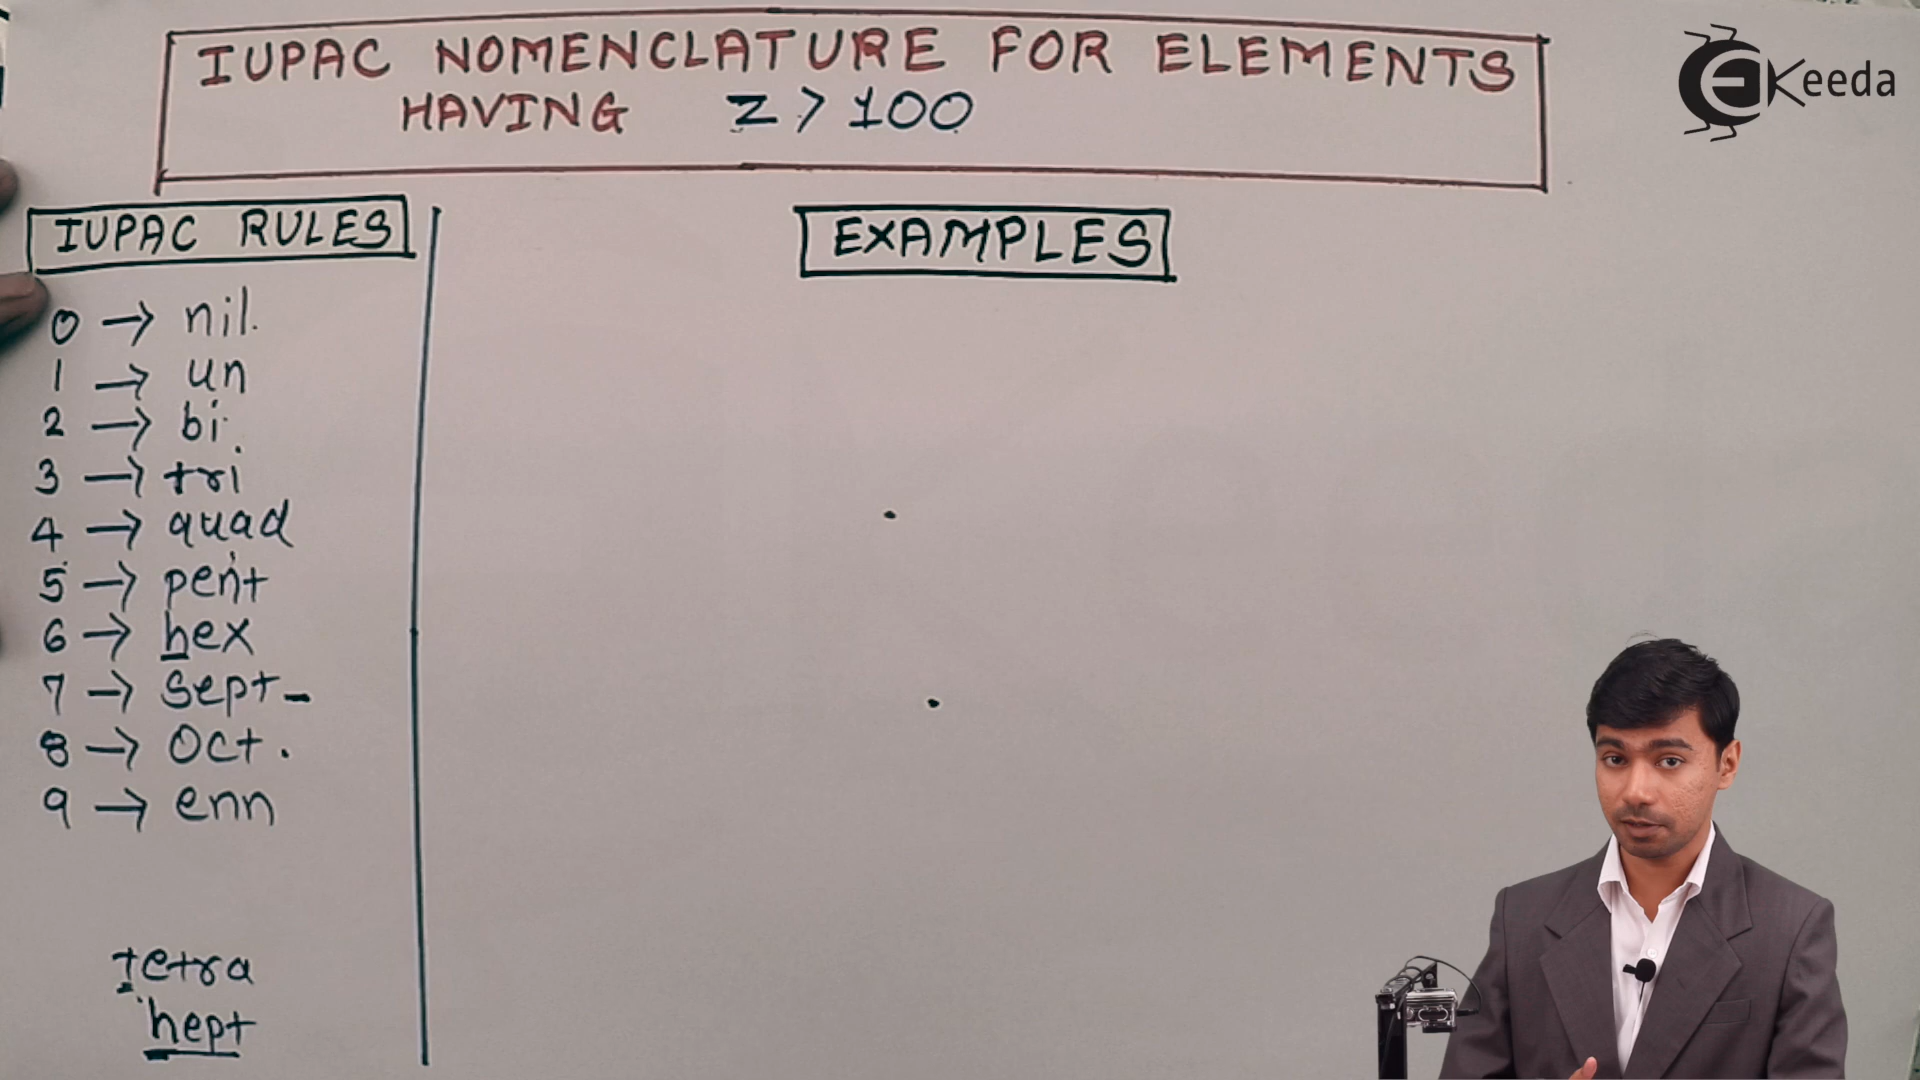 IUPAC NOMENCLATURE FOR ELEMENTS
HAVING Z > 100
eKeeda
IUPAC RULES
0 → nil.
1 → un
2 → bi
3 → tri
4 → quad
5 → pent
6 → hex
7 → sept
8 → oct.
9 → enn
tetra
hept
EXAMPLES